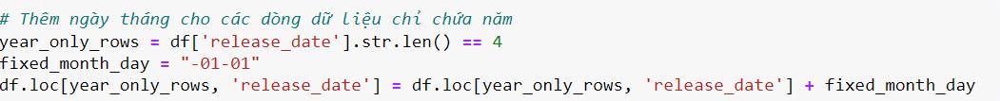 # Thêm ngày tháng cho các dòng dữ liệu chỉ chứa năm
year_only_rows = df['release_date'].str.len() == 4
fixed_month_day = "-01-01"
df.loc[year_only_rows, 'release_date'] = df.loc[year_only_rows, 'release_date'] + fixed_month_day